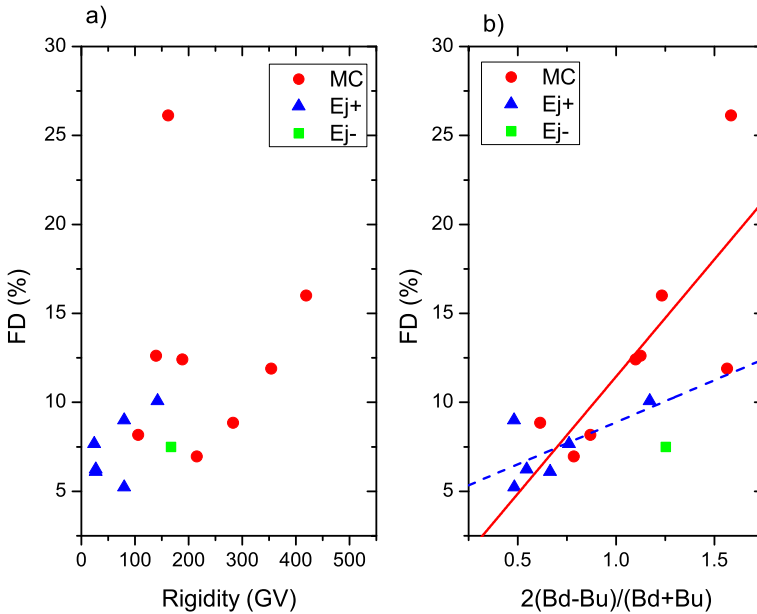 a)
FD (%)
30
25
20
15
10
5
MC
Ej+
Ej-
0 100 200 300 400 500
Rigidity (GV)
b)
FD (%)
30
25
20
15
10
5
MC
Ej+
Ej-
0.5 1.0 1.5
2(Bd-Bu)/(Bd+Bu)